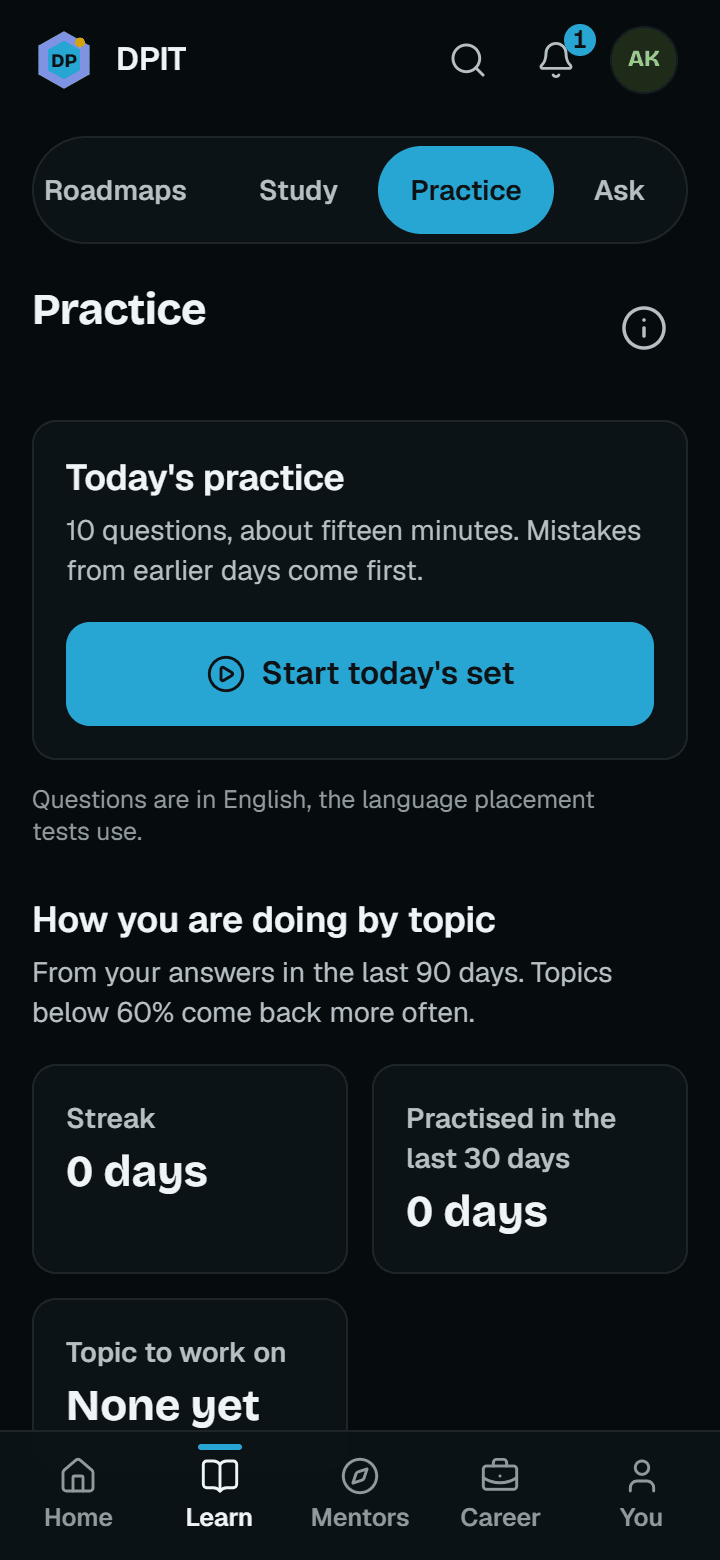 DP
DPIT
1
AK
Roadmaps
Study
Practice
Ask
Practice
Today's practice
10 questions, about fifteen minutes. Mistakes
from earlier days come first.
Start today's set
Questions are in English, the language placement
tests use.
How you are doing by topic
From your answers in the last 90 days. Topics
below 60% come back more often.
Streak
0 days
Practised in the
last 30 days
0 days
Topic to work on
None yet
Home
Learn
Mentors
Career
You